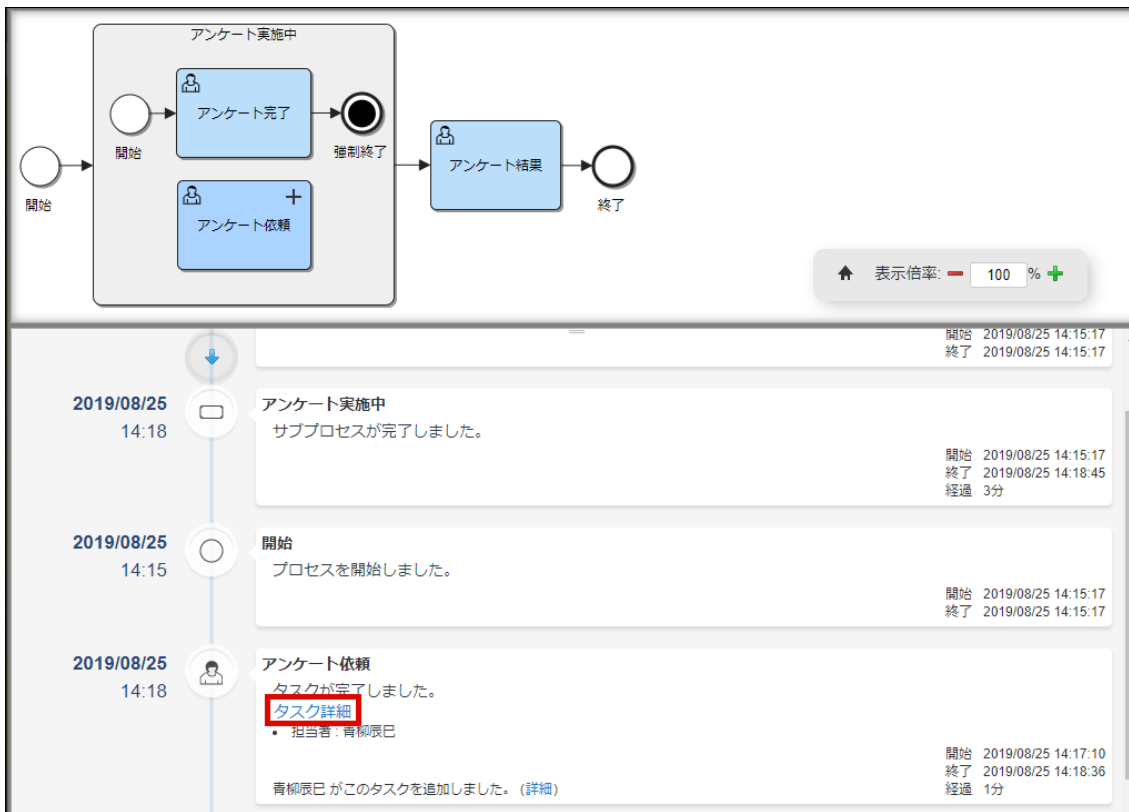 アンケート実施中
アンケート完了
開始
強制終了
アンケート結果
開始
終了
アンケート依頼
表示倍率: 100 %
開始 2019/08/25 14:15:17
終了 2019/08/25 14:15:17
2019/08/25
14:18
アンケート実施中
サブプロセスが完了しました。
開始 2019/08/25 14:15:17
終了 2019/08/25 14:18:45
経過 3分
2019/08/25
14:15
開始
プロセスを開始しました。
開始 2019/08/25 14:15:17
終了 2019/08/25 14:15:17
2019/08/25
14:18
アンケート依頼
タスクが完了しました。
タスク詳細
• 担当者 : 青柳辰巳
開始 2019/08/25 14:17:10
終了 2019/08/25 14:18:36
経過 1分
青柳辰巳 がこのタスクを追加しました。 (詳細)